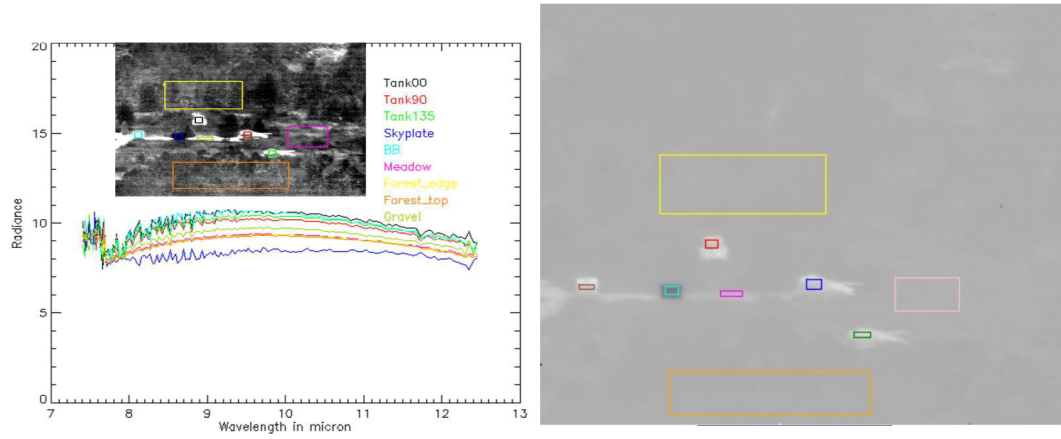 20
15
10
5
0
Radiance
Tank00
Tank90
Tank135
Skyplate
BB
Meadow
Forest_edge
Forest_top
Gravel
7 8 9 10 11 12 13
Wavelength in micron